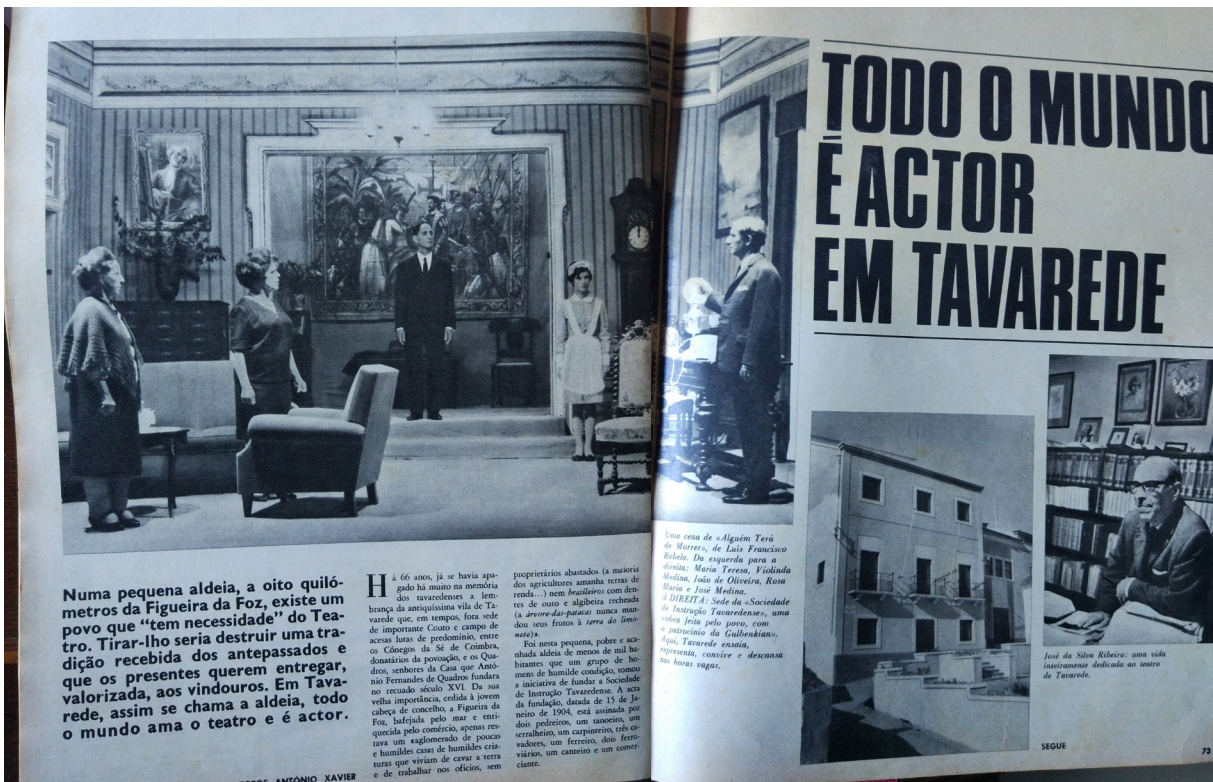 TODO O MUNDO
É ACTOR
EM TAVAREDE
Numa pequena aldeia, a oito quiló-
metros da Figueira da Foz, existe um
povo que “tem necessidade” do Tea-
tro. Tirar-lho seria destruir uma tra-
dição recebida dos antepassados e
que os presentes querem entregar,
valorizada, aos vindouros. Em Tava-
rede, assim se chama a aldeia, todo
o mundo ama o teatro e é actor.
ANTÓNIO XAVIER
Há 66 anos, já se havia apa-
gado há muito na memória
dos tavaredenses a lem-
brança da antiquíssima vila de Ta-
varede que, em tempos, fora sede
de importante Couto e campo de
acesas lutas de predomínio, entre
os Cónegos da Sé de Coimbra,
donatários da povoação, e os Qua-
dros, senhores da Casa que Antó-
nio Fernandes de Quadros fundara
no recuado século XVI. Da sua
velha importância, cedida à jovem
cabeça de concelho, a Figueira da
Foz, bafejada pelo mar e enri-
quecida pelo comércio, apenas res-
tava um «aglomerado de poucas
e humildes casas de humildes cria-
turas que viviam de cavar a terra
e de trabalhar nos ofícios, sem
proprietários abastados (a maioria
dos agricultores amanha terras de
renda...) nem brasileiros com den-
tes de ouro e algibeira recheada
(a árvore-das-patacas nunca man-
dou seus frutos à terra do limo-
nete)».
Foi nesta pequena, pobre e aca-
nhada aldeia de menos de mil ha-
bitantes que um grupo de ho-
mens de humilde condição, tomou
a iniciativa de fundar a Sociedade
de Instrução Tavaredense. A acta
da fundação, datada de 15 de Ja-
neiro de 1904, está assinada por
dois pedreiros, um tanoeiro, um
serralheiro, um carpinteiro, três ca-
vadores, um ferreiro, dois ferro-
viários, um canteiro e um comer-
ciante.
Uma cena de «Alguém Terá
de Morrer», de Luís Francisco
Rebelo. Da esquerda para a
direita: Maria Teresa, Violinda
Medina, João de Oliveira, Rosa
Maria e José Medina.
À DIREITA: Sede da «Sociedade
de Instrução Tavaredense», uma
«obra feita pelo povo, com
o patrocínio da Gulbenkian».
Aqui, Tavarede ensaia,
representa, convive e descansa
nas horas vagas.
José da Silva Ribeiro: uma vida
inteiramente dedicada ao teatro
de Tavarede.
SEGUE
73